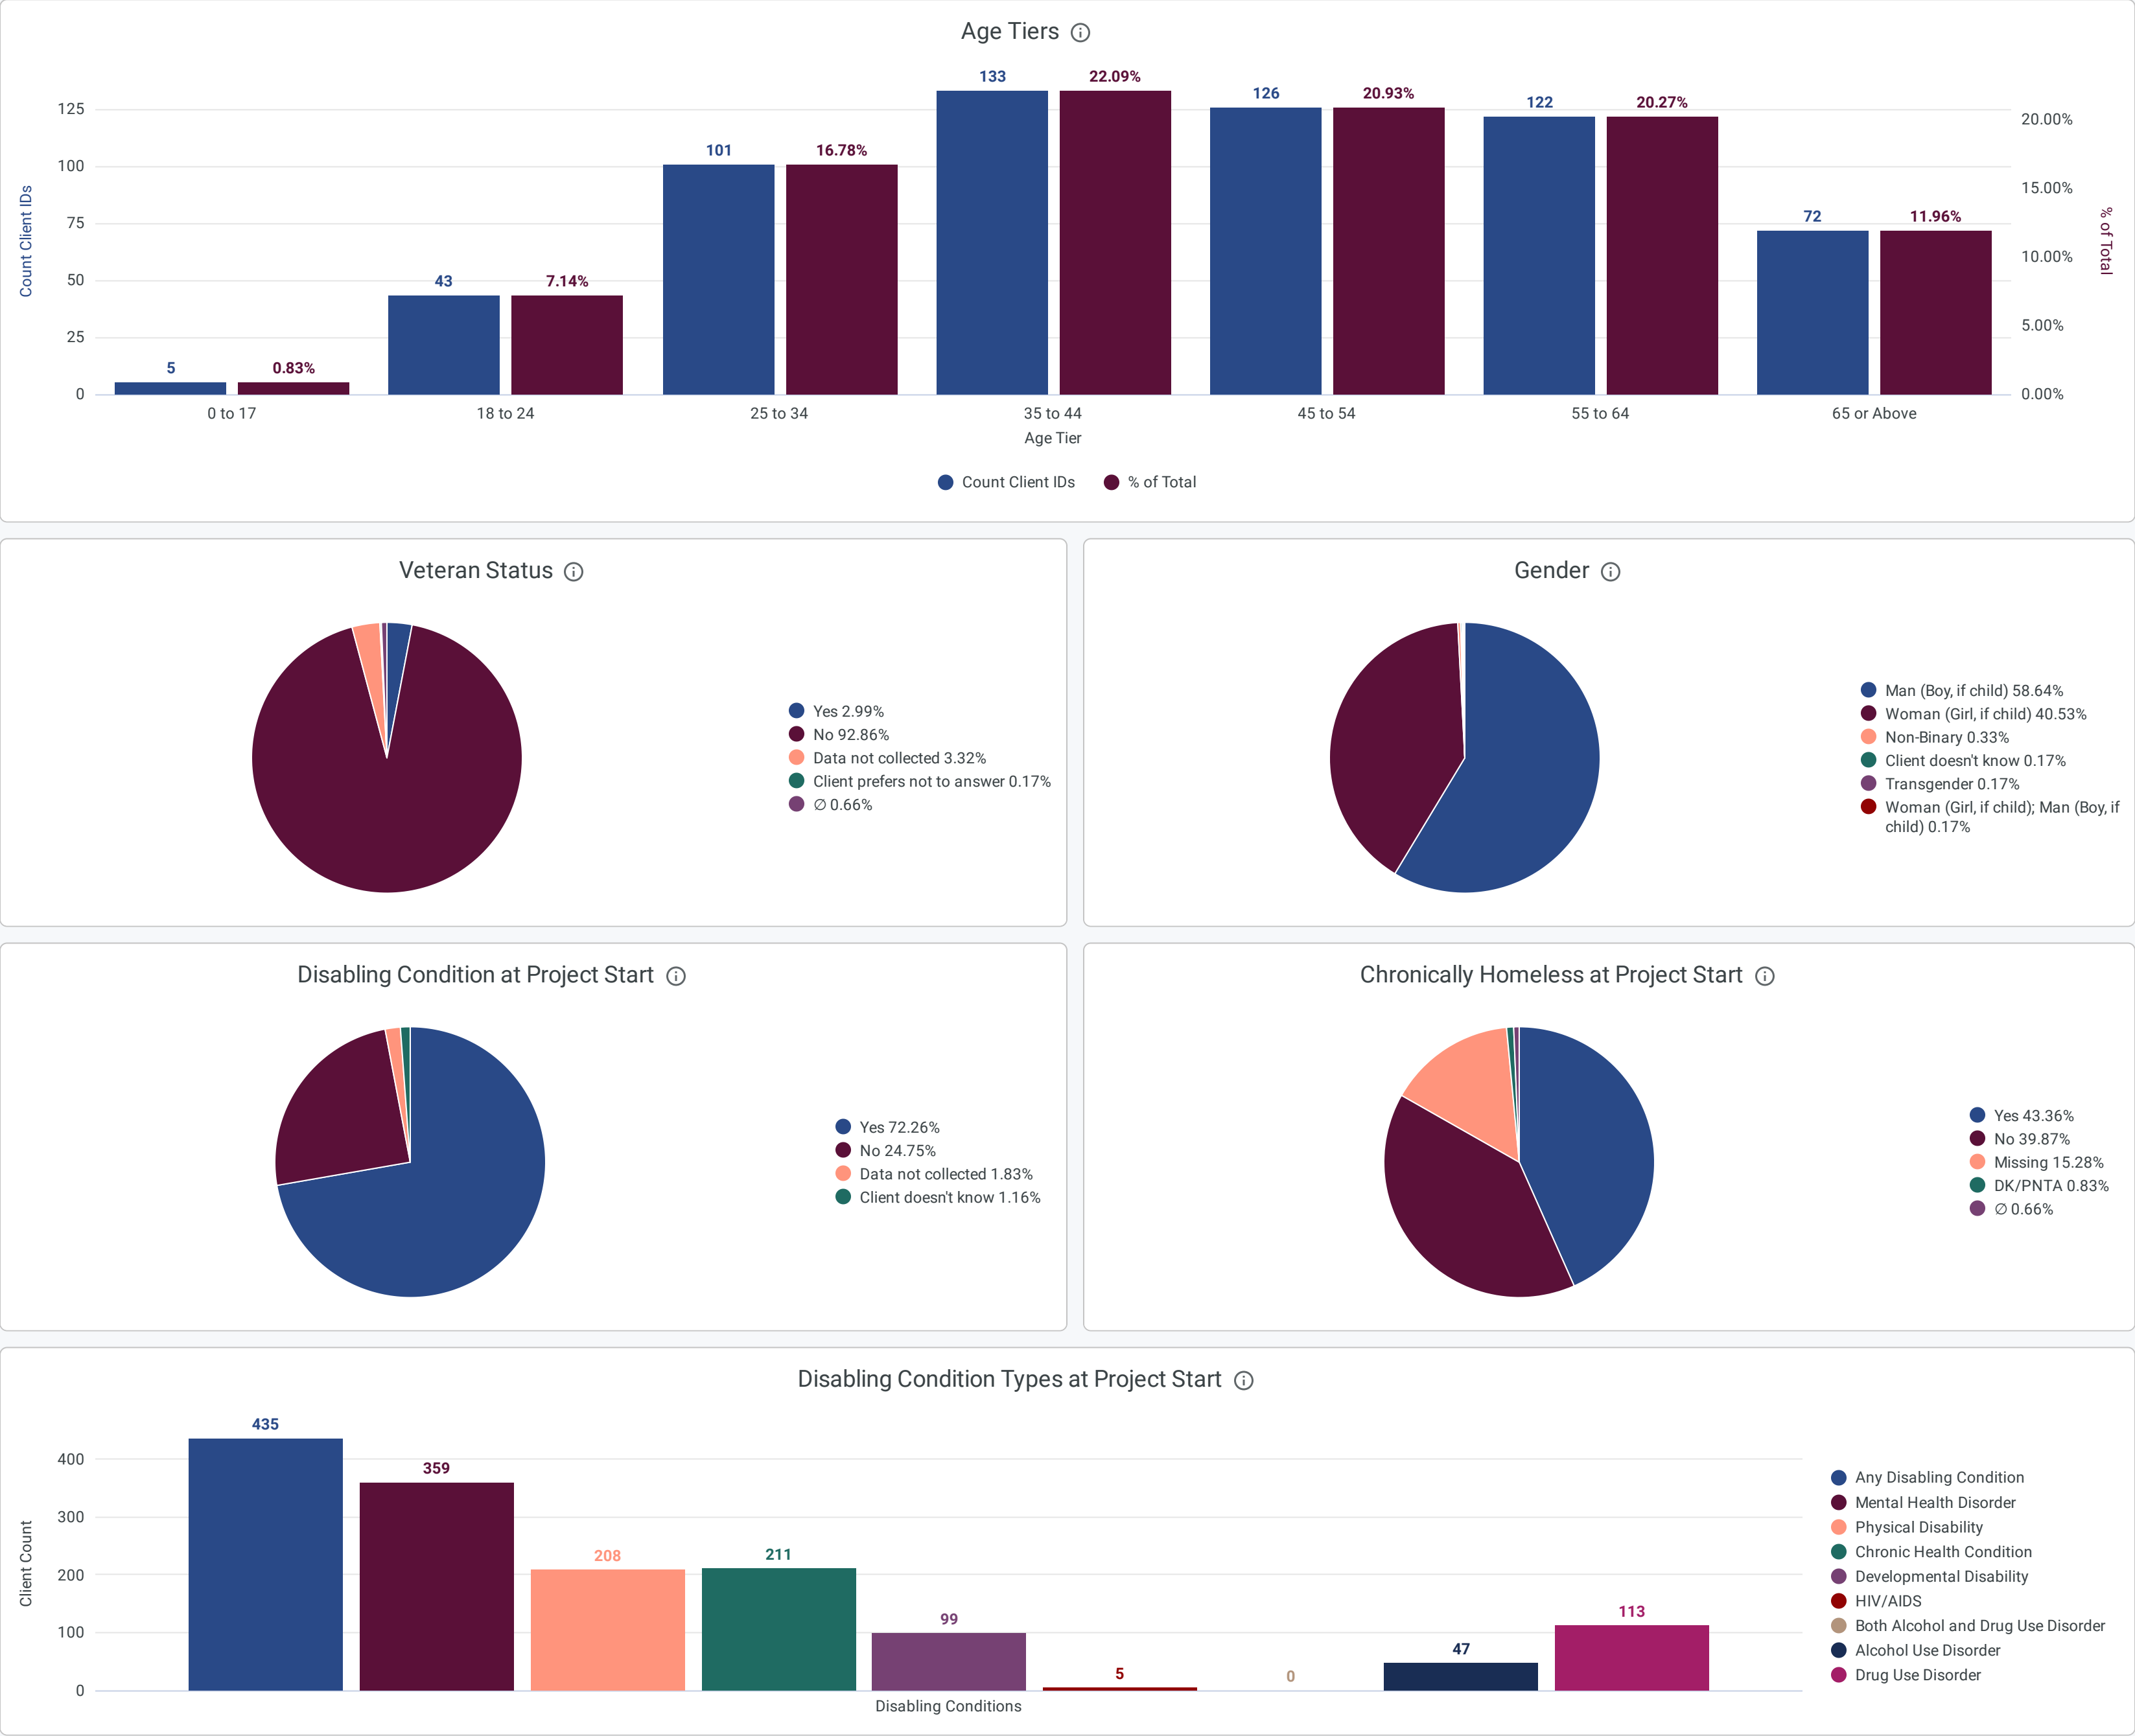 Age Tiers
133
22.09%
126
20.93%
122
20.27%
125
20.00%
101
16.78%
100
15.00%
Count Client IDs
75
72
11.96%
% of Total
10.00%
50
43
7.14%
5.00%
25
5
0.83%
0
0.00%
0 to 17
18 to 24
25 to 34
35 to 44
45 to 54
55 to 64
65 or Above
Age Tier
Count Client IDs
% of Total
Veteran Status
Yes 2.99%
No 92.86%
Data not collected 3.32%
Client prefers not to answer 0.17%
∅ 0.66%
Gender
Man (Boy, if child) 58.64%
Woman (Girl, if child) 40.53%
Non-Binary 0.33%
Client doesn't know 0.17%
Transgender 0.17%
Woman (Girl, if child); Man (Boy, if
child) 0.17%
Disabling Condition at Project Start
Yes 72.26%
No 24.75%
Data not collected 1.83%
Client doesn't know 1.16%
Chronically Homeless at Project Start
Yes 43.36%
No 39.87%
Missing 15.28%
DK/PNTA 0.83%
∅ 0.66%
Disabling Condition Types at Project Start
435
359
208
211
99
5
0
47
113
400
300
200
100
0
Client Count
Disabling Conditions
Any Disabling Condition
Mental Health Disorder
Physical Disability
Chronic Health Condition
Developmental Disability
HIV/AIDS
Both Alcohol and Drug Use Disorder
Alcohol Use Disorder
Drug Use Disorder